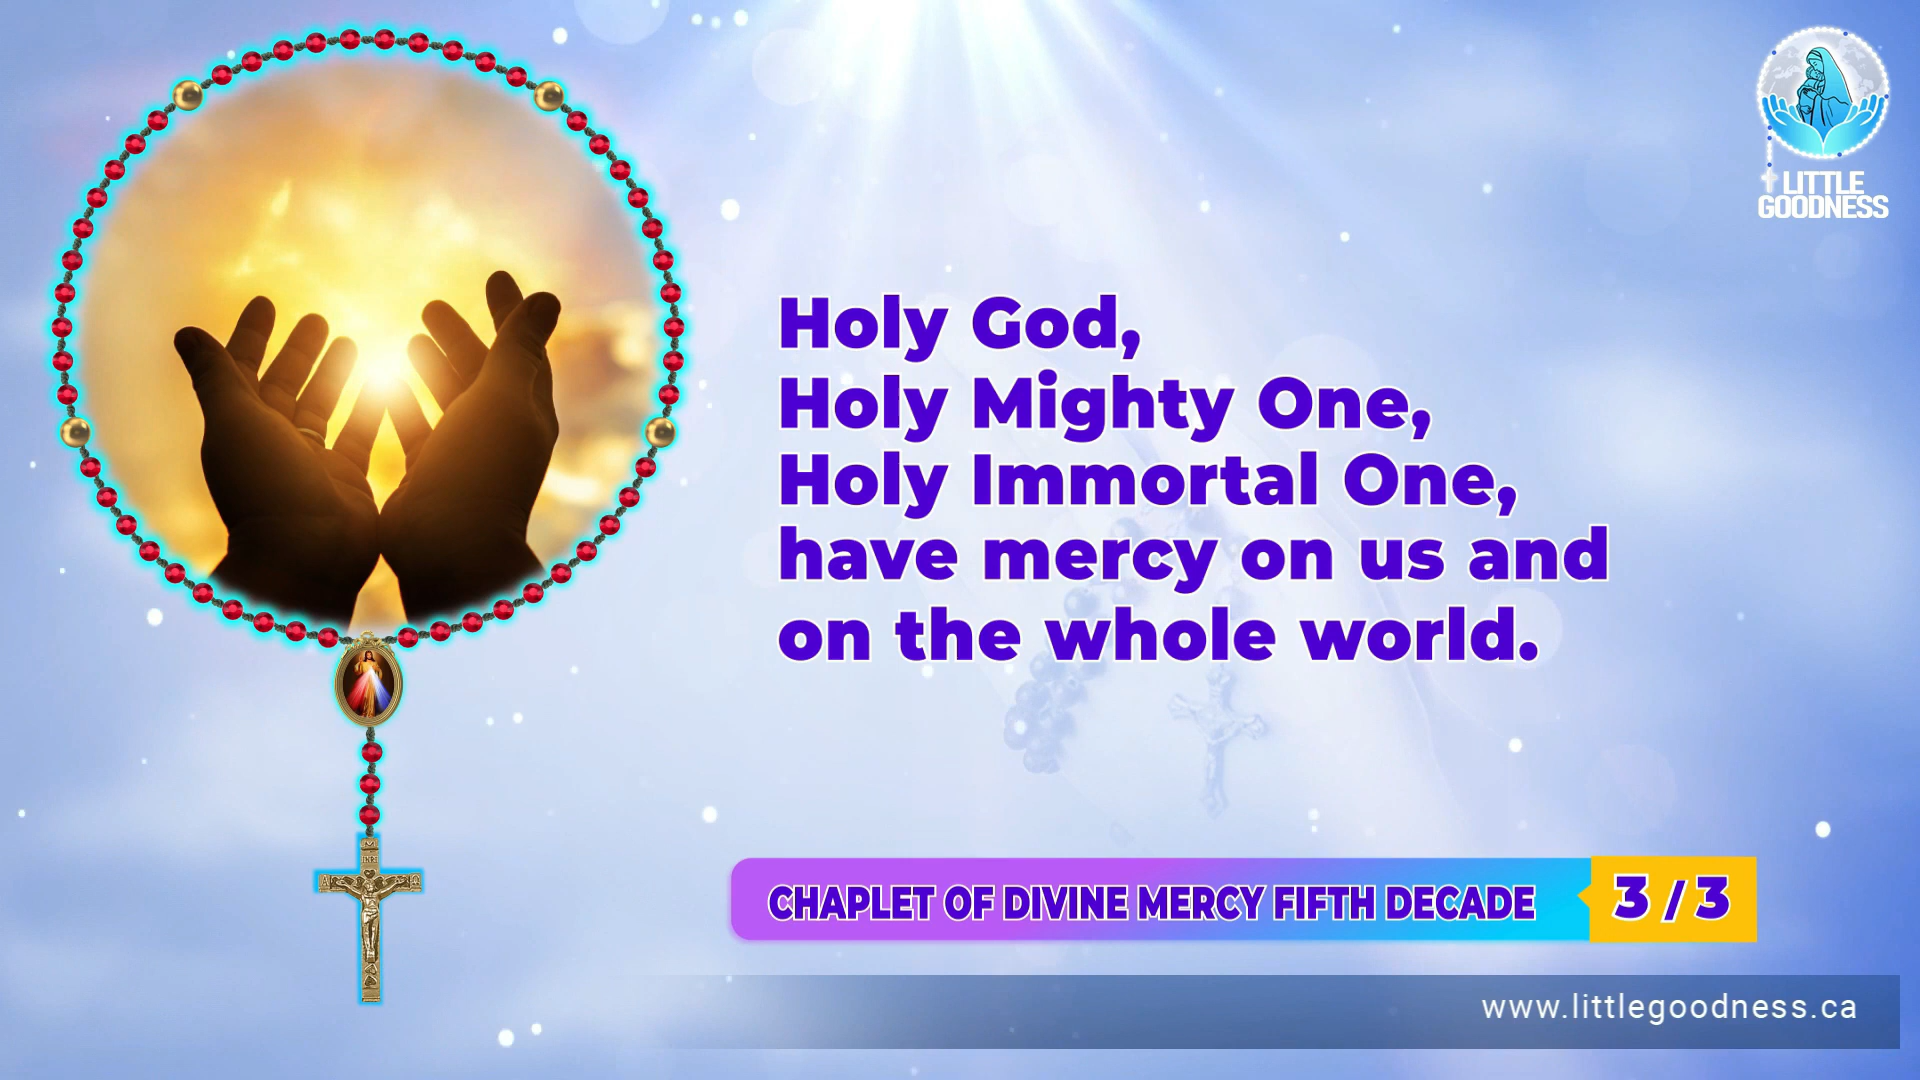 LITTLE
GOODNESS
Holy God,
Holy Mighty One,
Holy Immortal One,
have mercy on us and
on the whole world.
CHAPLET OF DIVINE MERCY FIFTH DECADE
3 / 3
www.littlegoodness.ca